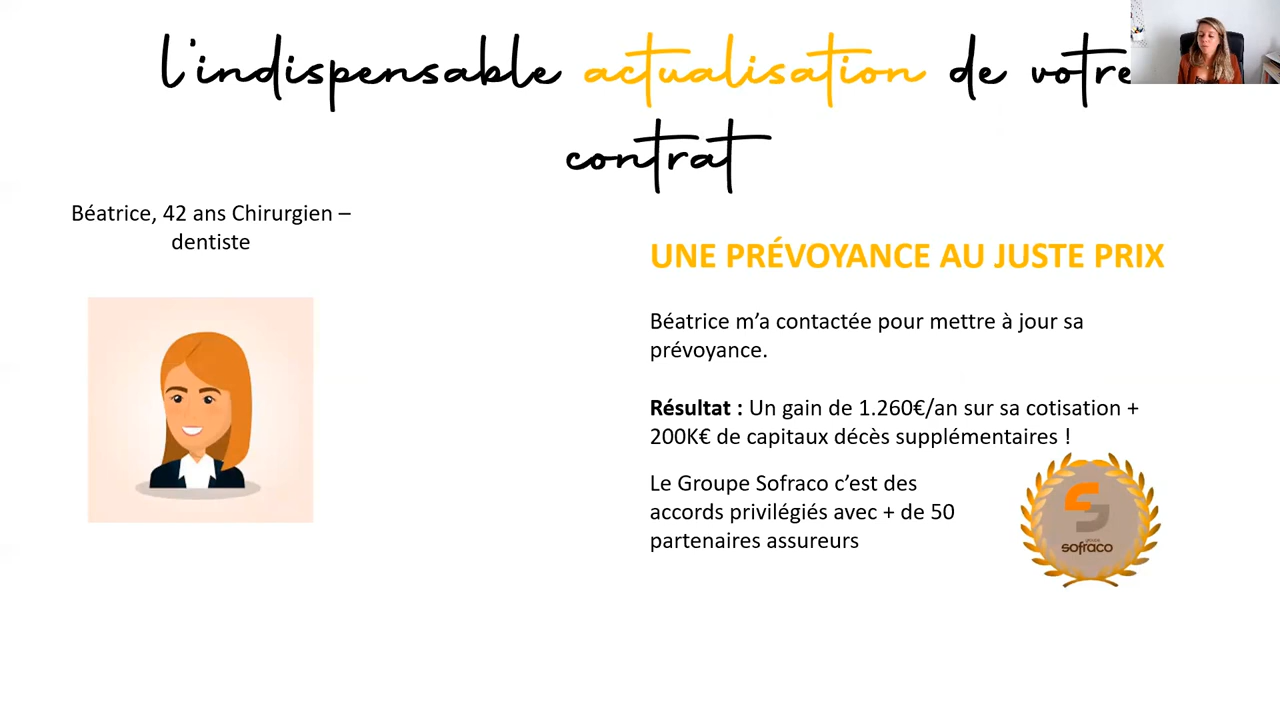 l'indispensable actualisation de votre
contrat
Béatrice, 42 ans Chirurgien –
dentiste
UNE PRÉVOYANCE AU JUSTE PRIX
Béatrice m'a contactée pour mettre à jour sa
prévoyance.
Résultat : Un gain de 1.260€/an sur sa cotisation +
200K€ de capitaux décès supplémentaires !
Le Groupe Sofraco c'est des
accords privilégiés avec + de 50
partenaires assureurs
groupe
sofraco